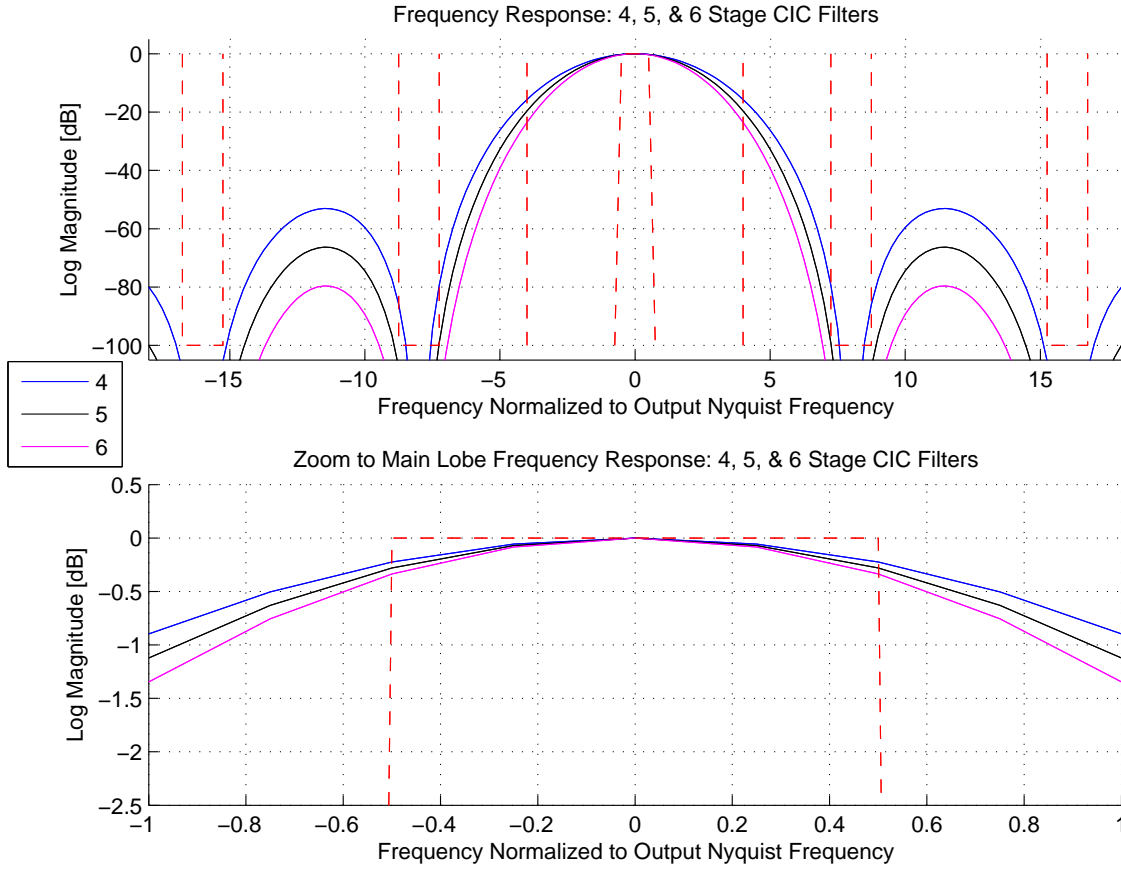 Frequency Response: 4, 5, & 6 Stage CIC Filters
0
−20
−40
−60
−80
−100
Log Magnitude [dB]
−15 −10 −5 0 5 10 15
Frequency Normalized to Output Nyquist Frequency
4
5
6
Zoom to Main Lobe Frequency Response: 4, 5, & 6 Stage CIC Filters
0.5
0
−0.5
−1
−1.5
−2
−2.5
Log Magnitude [dB]
−1 −0.8 −0.6 −0.4 −0.2 0 0.2 0.4 0.6 0.8 1
Frequency Normalized to Output Nyquist Frequency